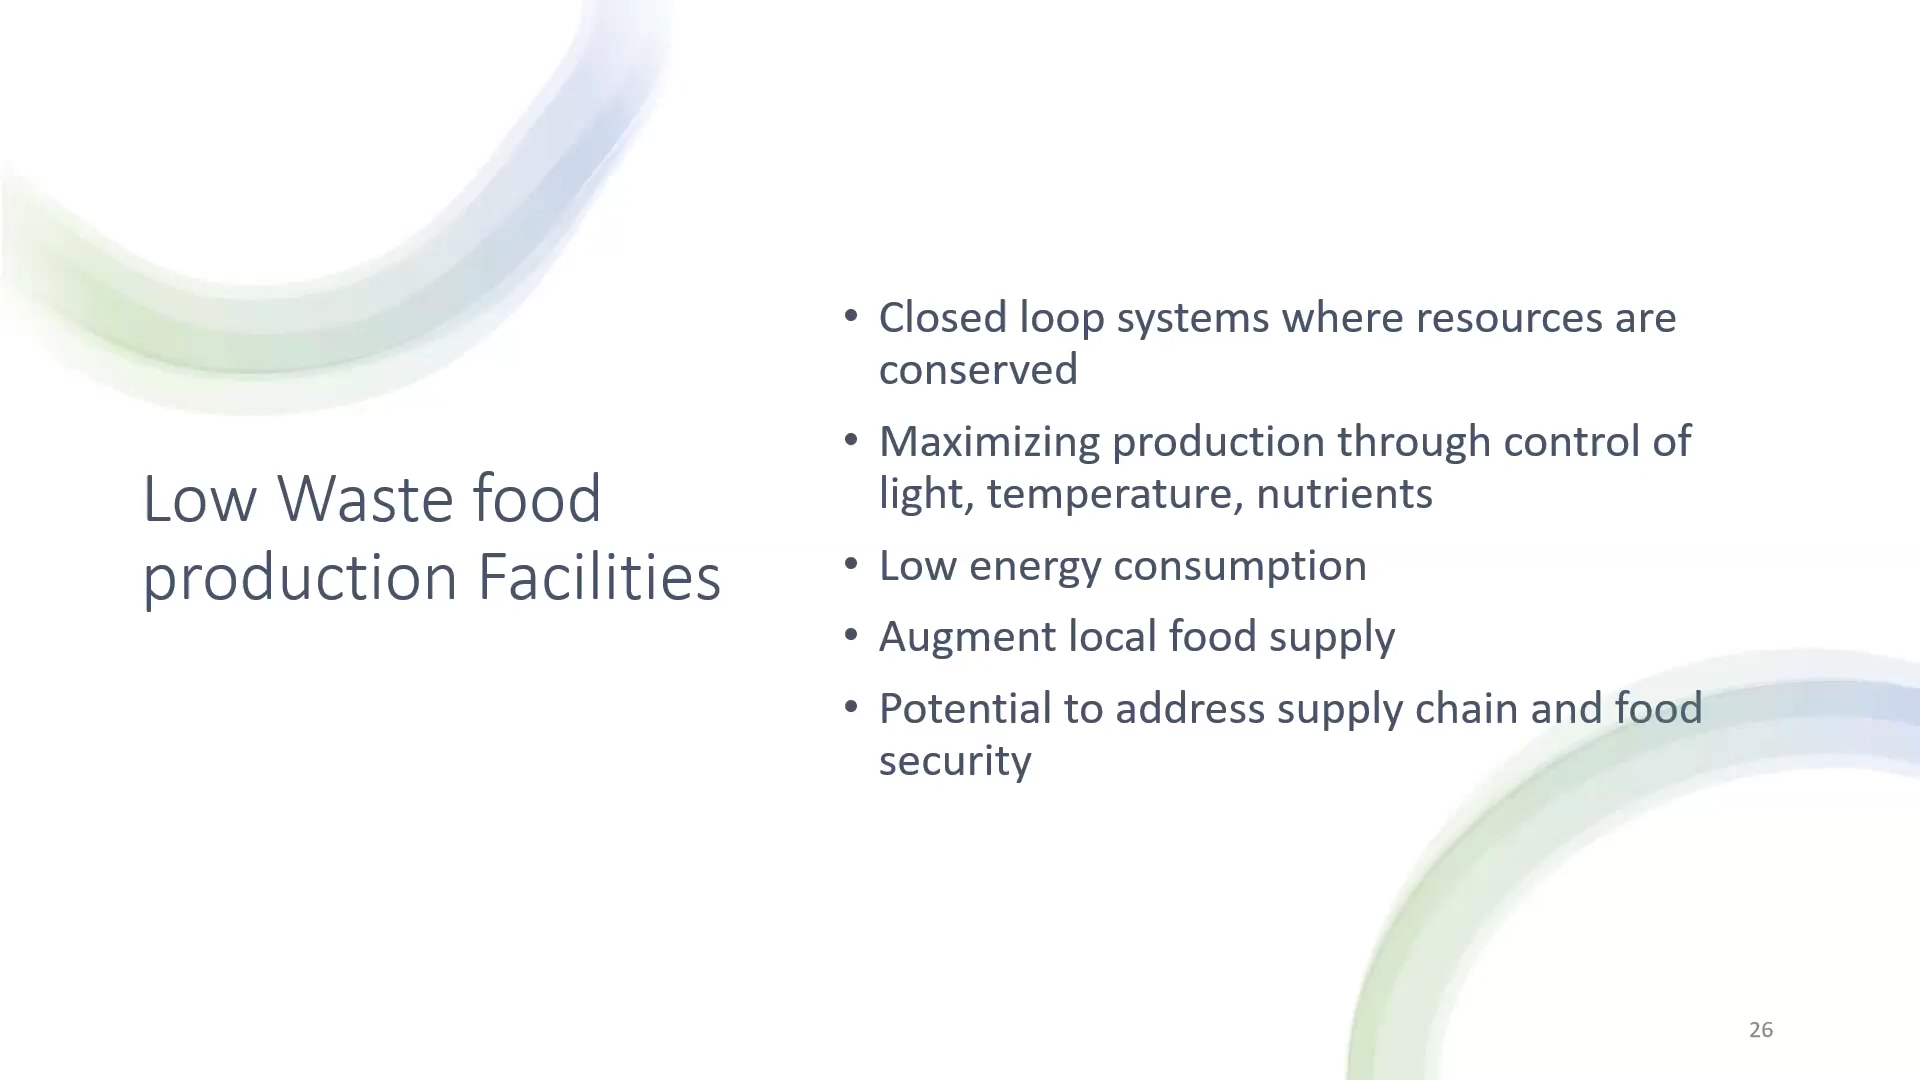 Low Waste food
production Facilities
• Closed loop systems where resources are
conserved
• Maximizing production through control of
light, temperature, nutrients
• Low energy consumption
• Augment local food supply
• Potential to address supply chain and food
security
26